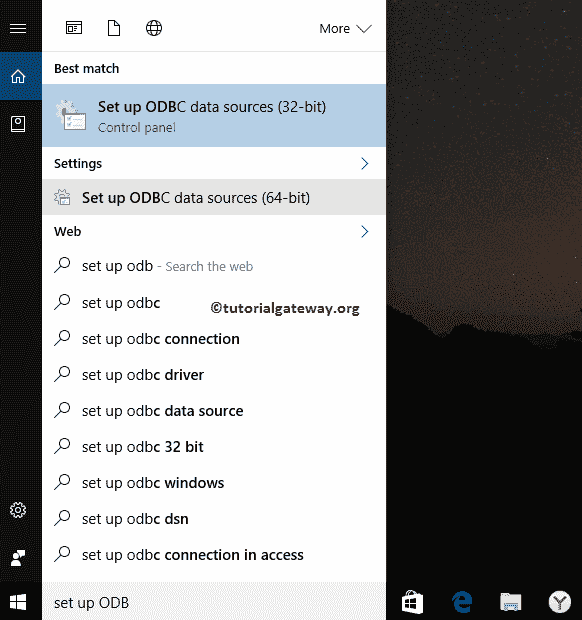 More
Best match
Set up ODBC data sources (32-bit)
Control panel
Settings
Set up ODBC data sources (64-bit)
Web
set up odb - Search the web
set up odbc
©tutorialgateway.org
set up odbc connection
set up odbc driver
set up odbc data source
set up odbc 32 bit
set up odbc windows
set up odbc dsn
set up odbc connection in access
set up ODB